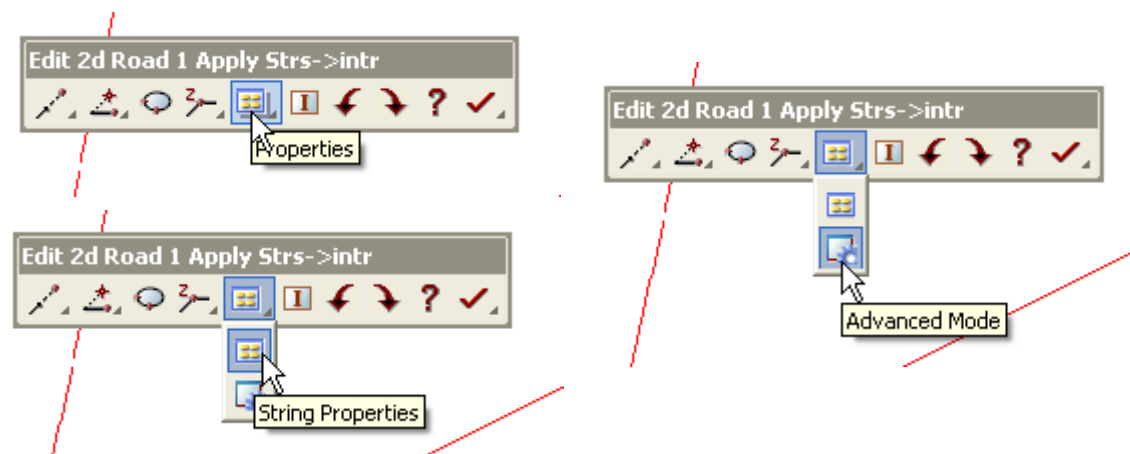 Edit 2d Road 1 Apply Strs->intr
Z
I
?
Properties
Edit 2d Road 1 Apply Strs->intr
Z
I
?
String Properties
Edit 2d Road 1 Apply Strs->intr
Z
I
?
Advanced Mode